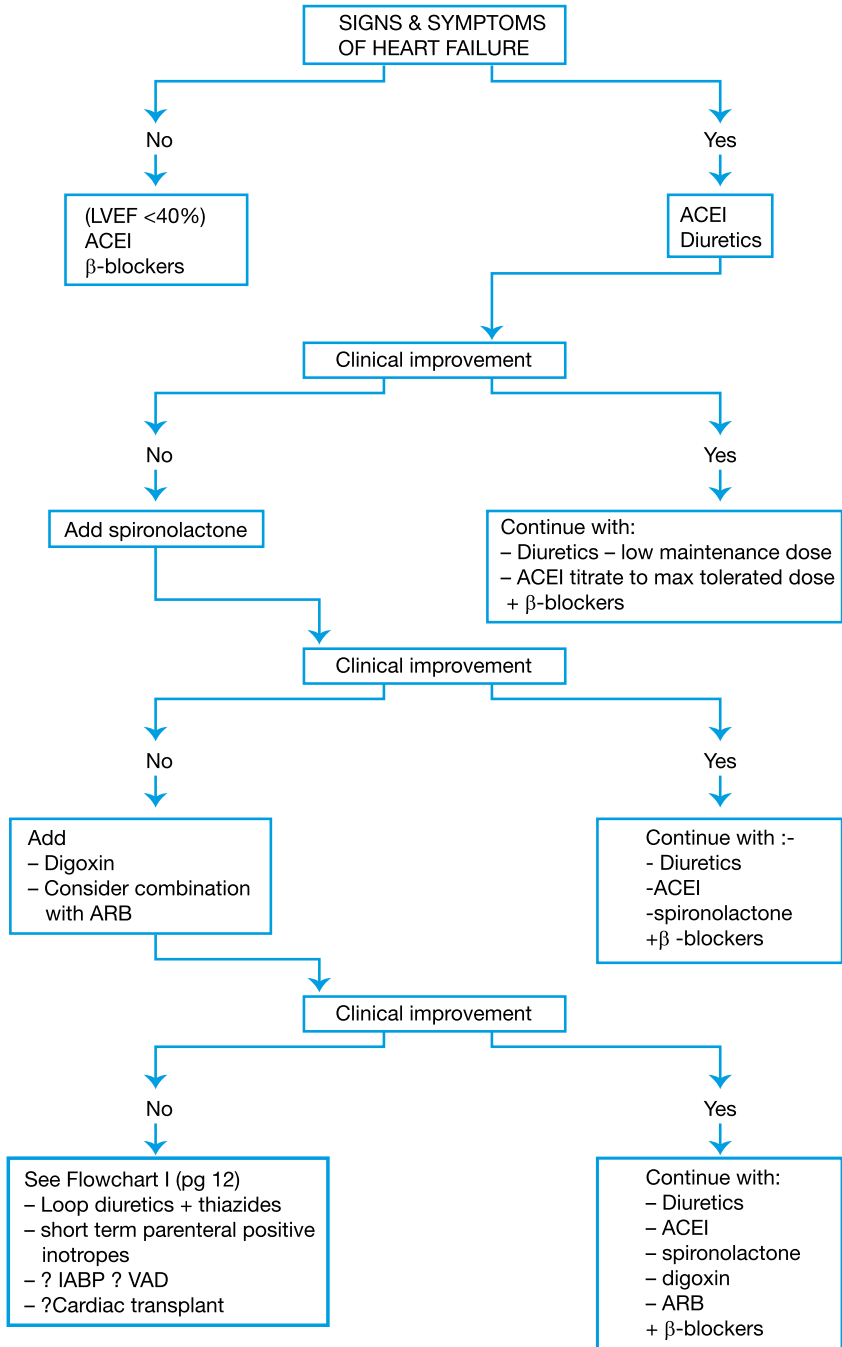 SIGNS & SYMPTOMS
OF HEART FAILURE
No
Yes
(LVEF <40%)
ACEI
β-blockers
ACEI
Diuretics
Clinical improvement
No
Yes
Add spironolactone
Continue with:
– Diuretics – low maintenance dose
– ACEI titrate to max tolerated dose
+ β-blockers
Clinical improvement
No
Yes
Add
– Digoxin
– Consider combination
with ARB
Continue with :-
- Diuretics
-ACEI
-spironolactone
+β -blockers
Clinical improvement
No
Yes
See Flowchart I (pg 12)
– Loop diuretics + thiazides
– short term parenteral positive
inotropes
– ? IABP ? VAD
– ?Cardiac transplant
Continue with:
– Diuretics
– ACEI
– spironolactone
– digoxin
– ARB
+ β-blockers